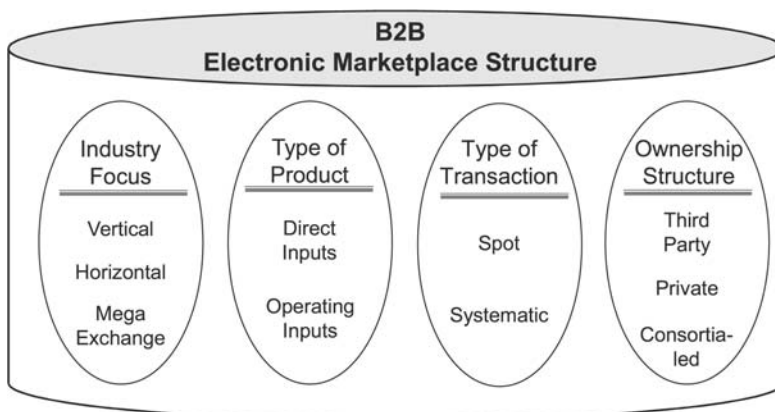 B2B
Electronic Marketplace Structure
Industry
Focus
Vertical
Horizontal
Mega
Exchange
Type of
Product
Direct
Inputs
Operating
Inputs
Type of
Transaction
Spot
Systematic
Ownership
Structure
Third
Party
Private
Consortia-
led